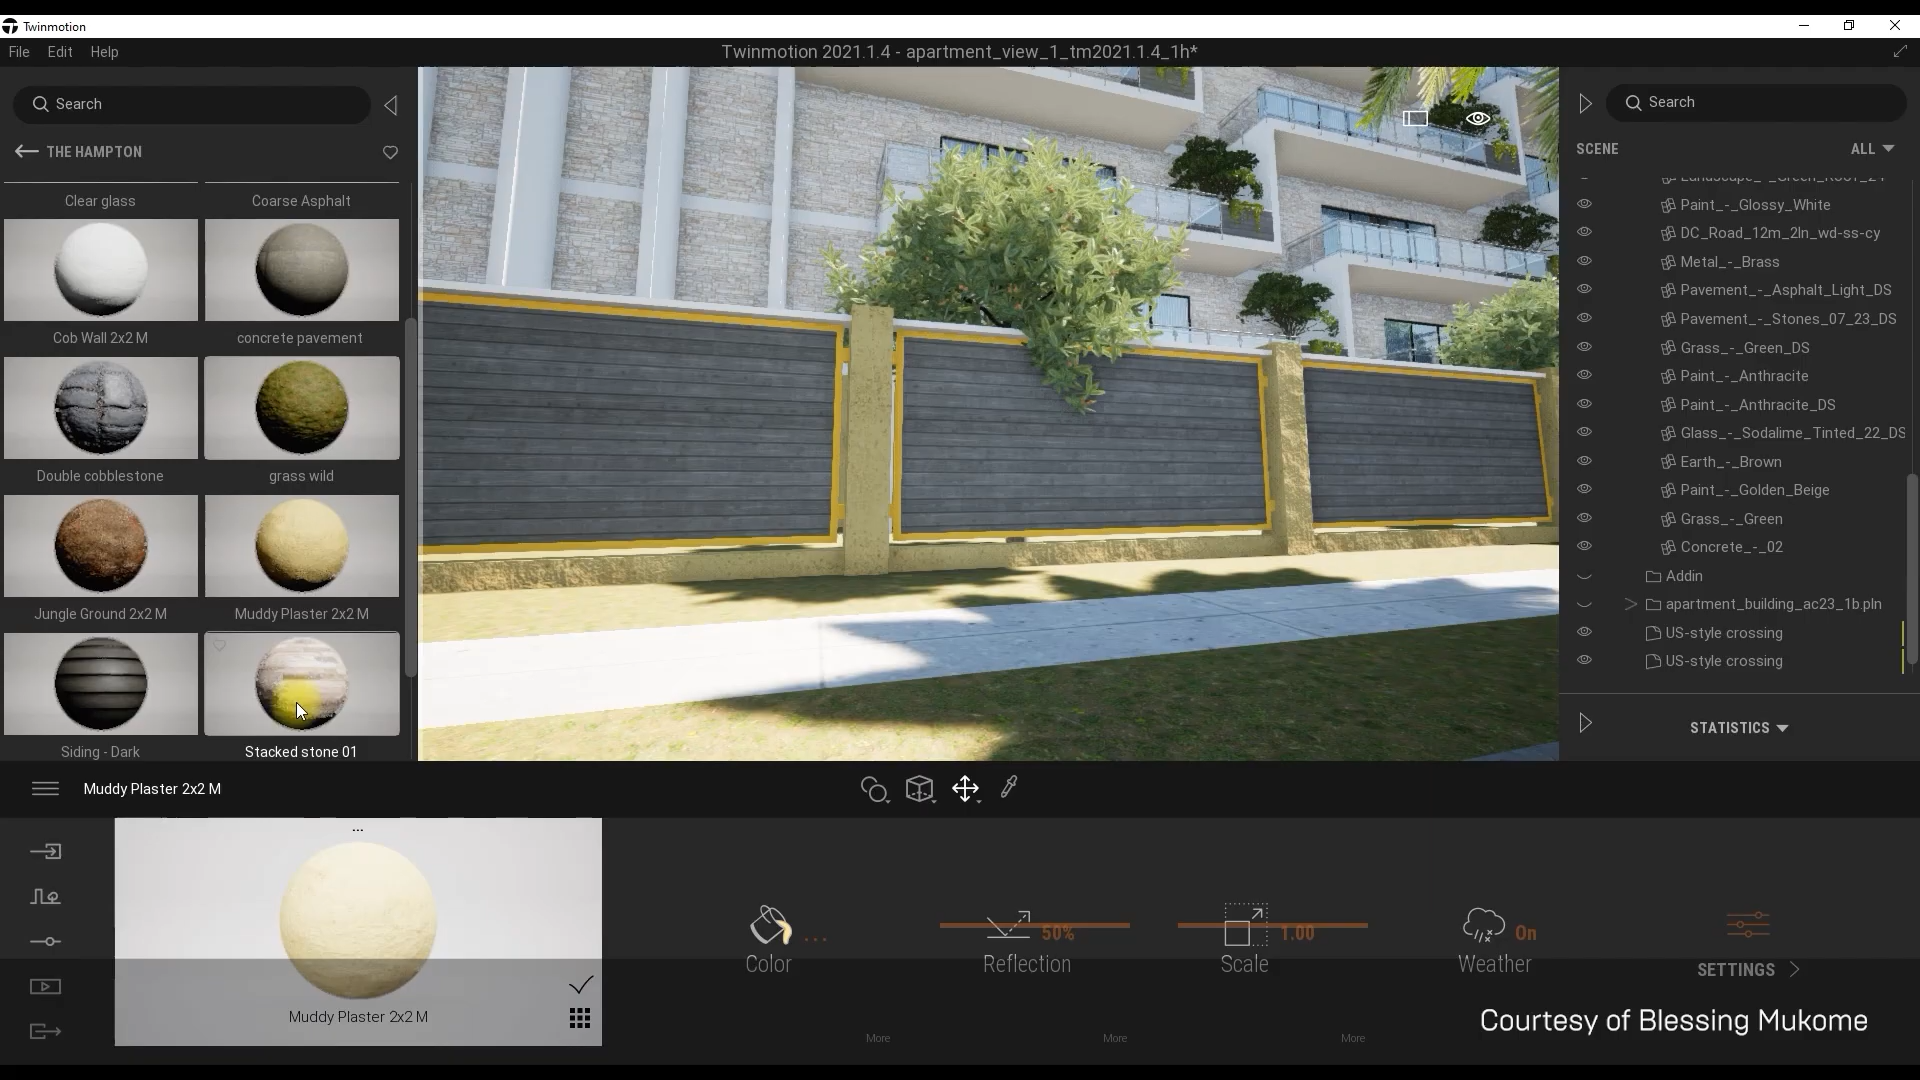 Twinmotion
File Edit Help
Twinmotion 2021.1.4 - apartment_view_1_tm2021.1.4_1h*
Search
THE HAMPTON
Clear glass
Coarse Asphalt
Cob Wall 2x2 M
concrete pavement
Double cobblestone
grass wild
Jungle Ground 2x2 M
Muddy Plaster 2x2 M
Siding - Dark
Stacked stone 01
Search
SCENE
ALL
Paint_-_Glossy_White
DC_Road_12m_2ln_wd-ss-cy
Metal_-_Brass
Pavement_-_Asphalt_Light_DS
Pavement_-_Stones_07_23_DS
Grass_-_Green_DS
Paint_-_Anthracite
Paint_-_Anthracite_DS
Glass_-_Sodalime_Tinted_22_DS
Earth_-_Brown
Paint_-_Golden_Beige
Grass_-_Green
Concrete_-_02
Addin
apartment_building_ac23_1b.pln
US-style crossing
US-style crossing
STATISTICS
Muddy Plaster 2x2 M
...
Muddy Plaster 2x2 M
...
Color
50%
Reflection
1.00
Scale
On
Weather
SETTINGS
More
More
More
Courtesy of Blessing Mukome